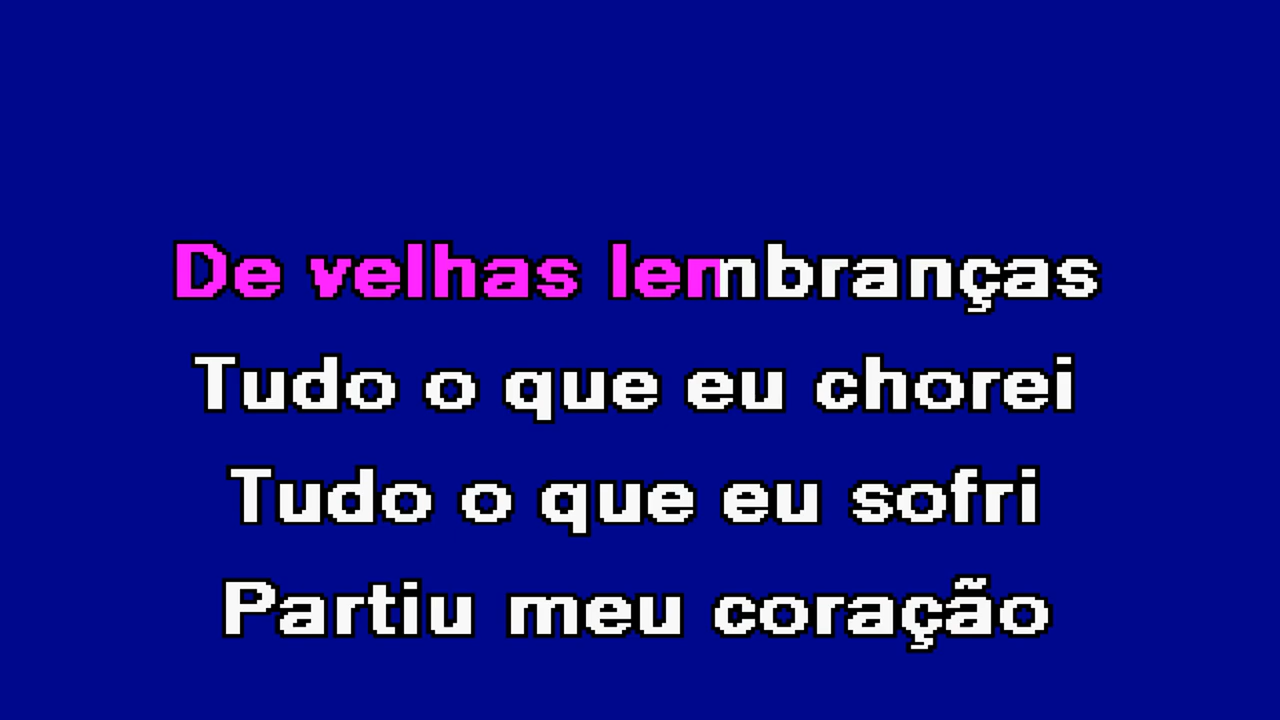 De velhas lembranças
Tudo o que eu chorei
Tudo o que eu sofri
Partiu meu coração